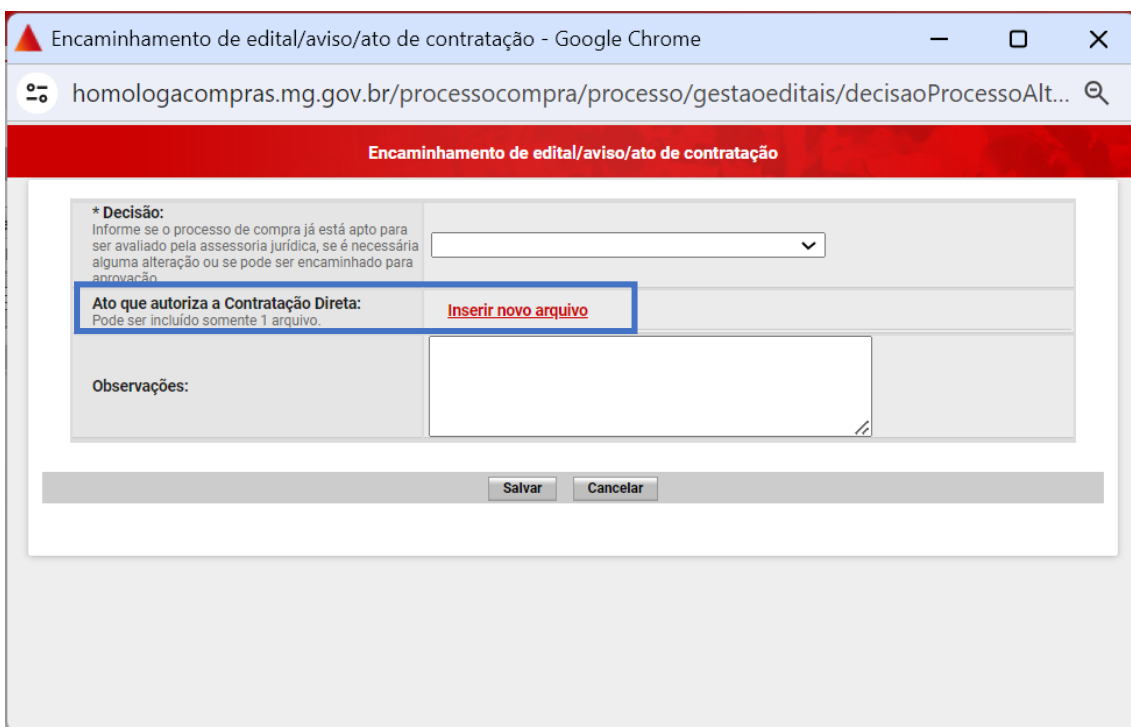 Encaminhamento de edital/aviso/ato de contratação - Google Chrome
homologacompras.mg.gov.br/processocompra/processo/gestaoeditais/decisaoProcessoAlt...
Encaminhamento de edital/aviso/ato de contratação
* Decisão:
Informe se o processo de compra já está apto para
ser avaliado pela assessoria jurídica, se é necessária
alguma alteração ou se pode ser encaminhado para
aprovação
Ato que autoriza a Contratação Direta:
Pode ser incluído somente 1 arquivo.
Inserir novo arquivo
Observações:
Salvar
Cancelar